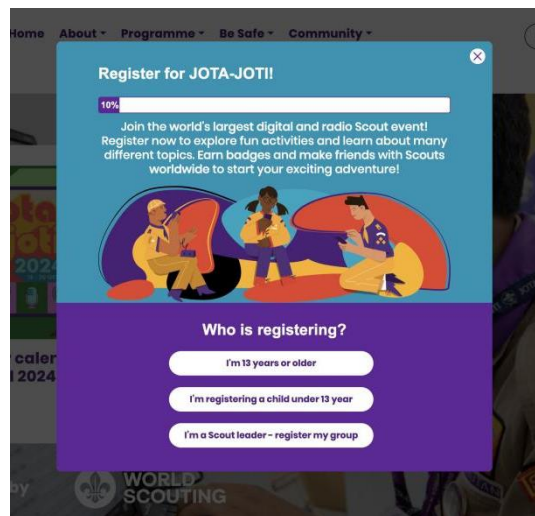 Home About Programme Be Safe Community
Register for JOTA-JOTI!
10%
Join the world's largest digital and radio Scout event!
Register now to explore fun activities and learn about many
different topics. Earn badges and make friends with Scouts
worldwide to start your exciting adventure!
2024
Who is registering?
I'm 13 years or older
I'm registering a child under 13 year
I'm a Scout leader - register my group
2024
by
WORLD
SCOUTING